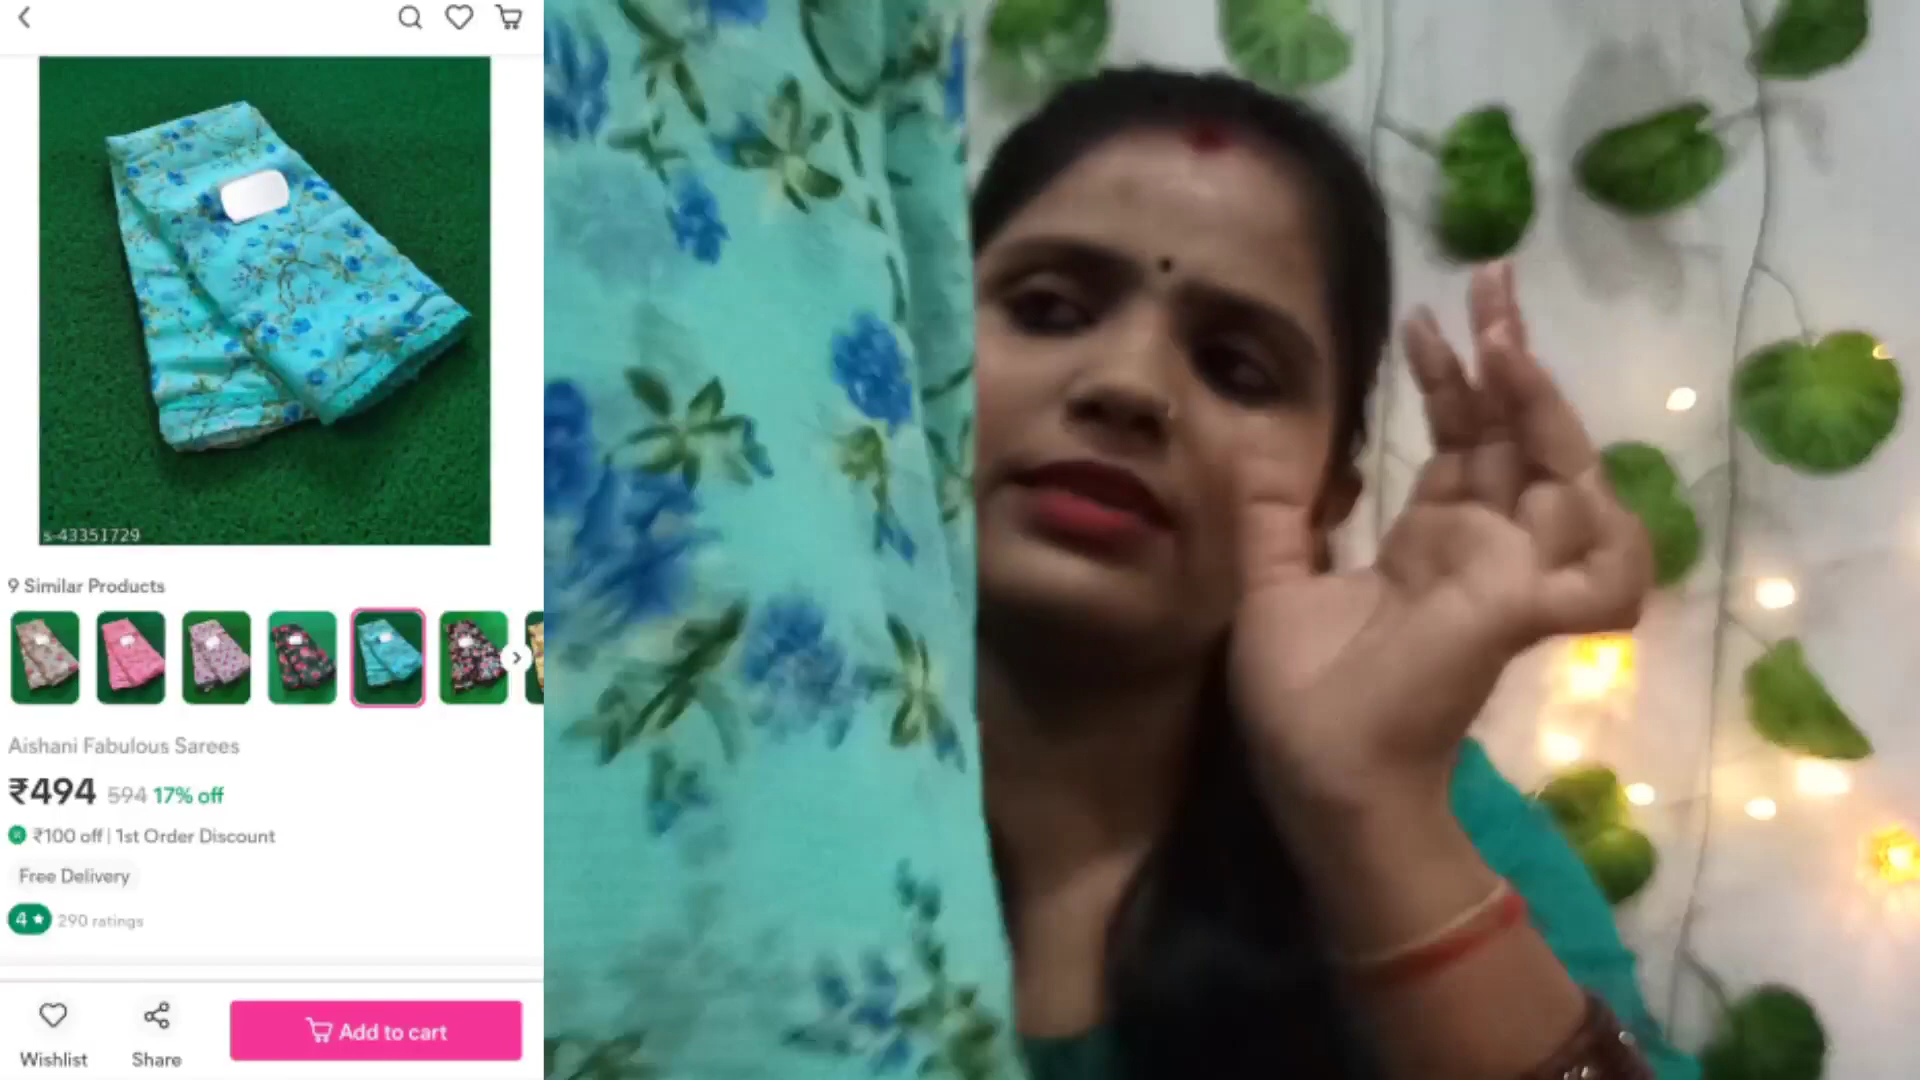 s-43351729
9 Similar Products
Aishani Fabulous Sarees
₹494 594 17% off
₹100 off | 1st Order Discount
Free Delivery
4 ★ 290 ratings
Wishlist
Share
Add to cart